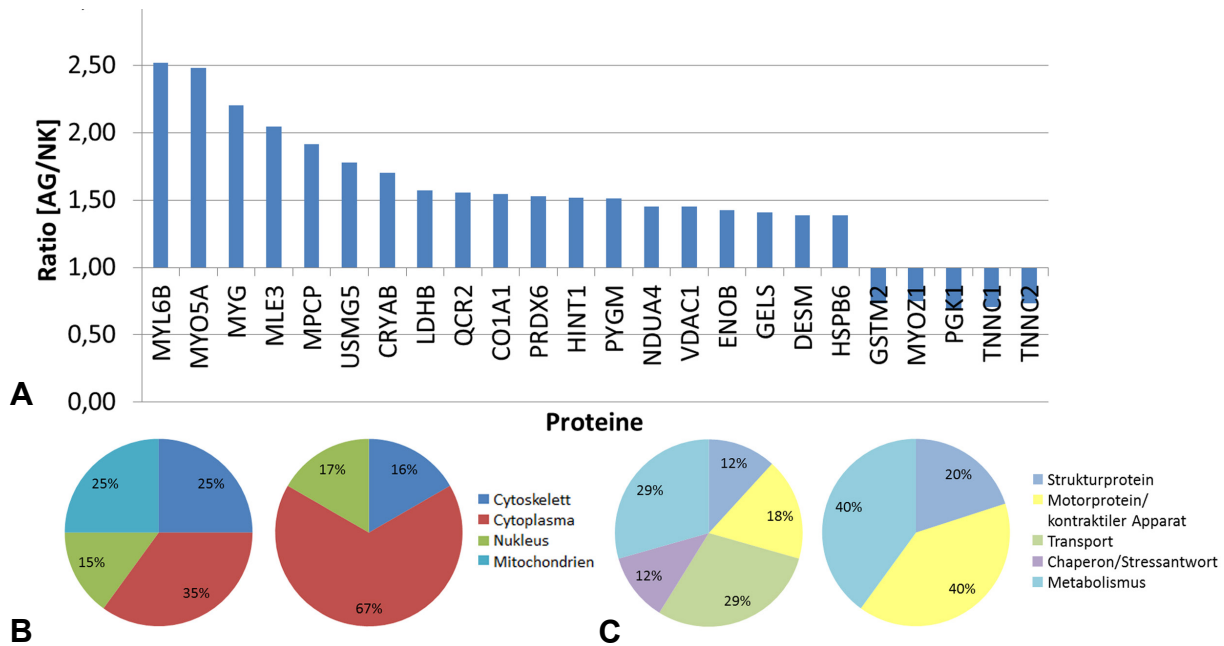 2,50
2,00
1,50
1,00
0,50
0,00
Ratio [AG/NK]
MYL6B
MYO5A
MYG
MLE3
MPCP
USMG5
CRYAB
LDHB
QCR2
CO1A1
PRDX6
HINT1
PYGM
NDUA4
VDAC1
ENOB
GELS
DESM
HSPB6
GSTM2
MYOZ1
PGK1
TNNC1
TNNC2
Proteine
A
25%
25%
15%
35%
17%
16%
67%
Cytoskelett
Cytoplasma
Nukleus
Mitochondrien
B
12%
29%
18%
12%
29%
20%
40%
40%
Strukturprotein
Motorprotein/
kontraktiler Apparat
Transport
Chaperon/Stressantwort
Metabolismus
C